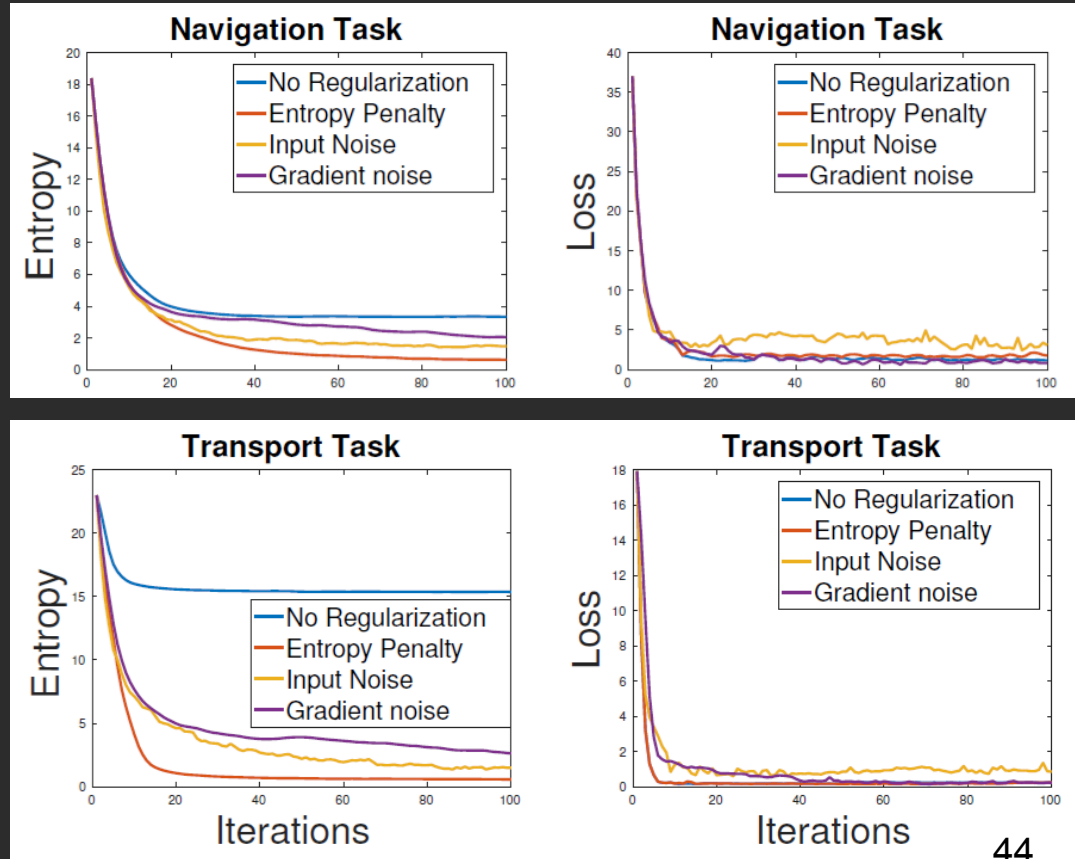 Navigation Task
Entropy
20
18
16
14
12
10
8
6
4
2
0
0 20 40 60 80 100
No Regularization
Entropy Penalty
Input Noise
Gradient noise
Navigation Task
Loss
40
35
30
25
20
15
10
5
0
0 20 40 60 80 100
No Regularization
Entropy Penalty
Input Noise
Gradient noise
Transport Task
Entropy
25
20
15
10
5
0
0 20 40 60 80 100
Iterations
No Regularization
Entropy Penalty
Input Noise
Gradient noise
Transport Task
Loss
18
16
14
12
10
8
6
4
2
0
0 20 40 60 80 100
Iterations
No Regularization
Entropy Penalty
Input Noise
Gradient noise
44